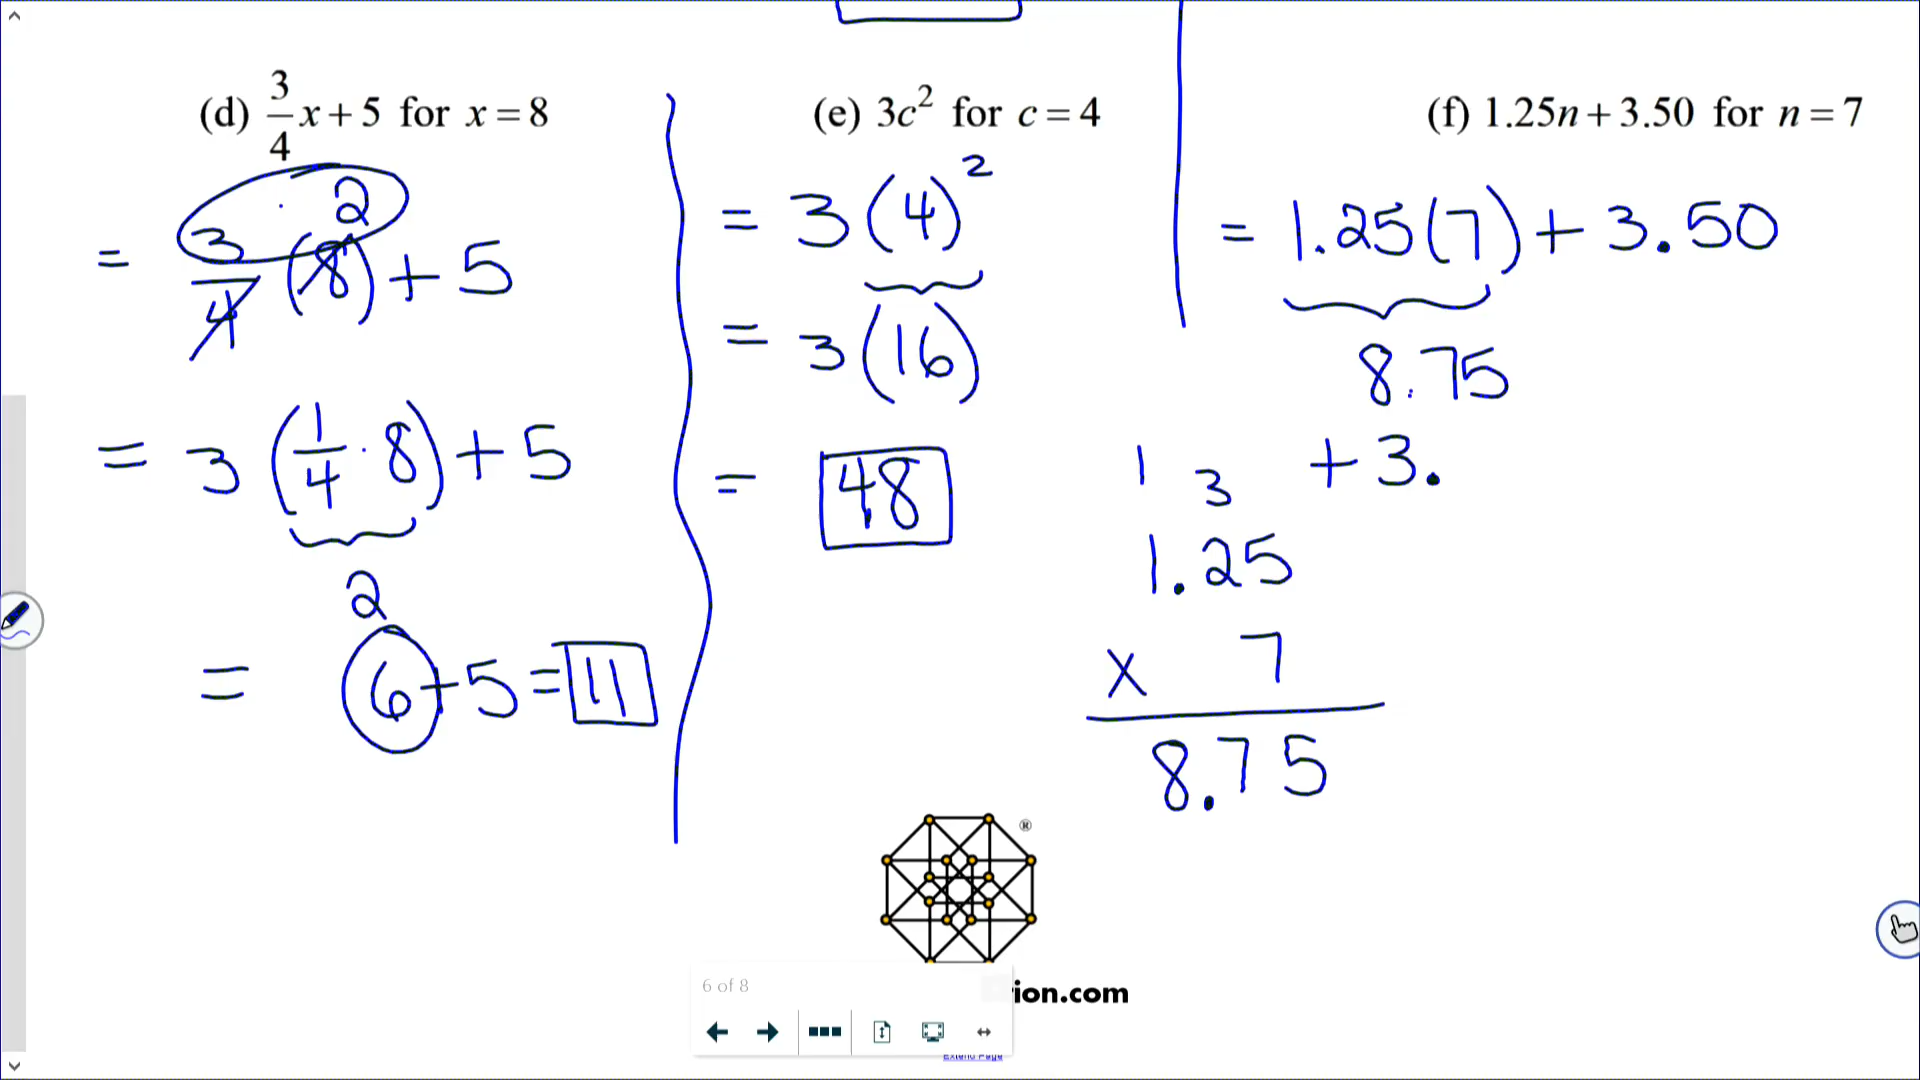 (d) 3/4 x + 5 for x = 8
= 3/4 (8) + 5
2
= 3 (1/4 · 8) + 5
2
= 6 + 5 = 11
(e) 3c² for c = 4
= 3 (4)²
= 3 (16)
= 48
(f) 1.25n + 3.50 for n = 7
= 1.25 (7) + 3.50
8.75
+ 3.
1 3
1.25
x 7
8.75
®
ion.com
6 of 8
Extend Page